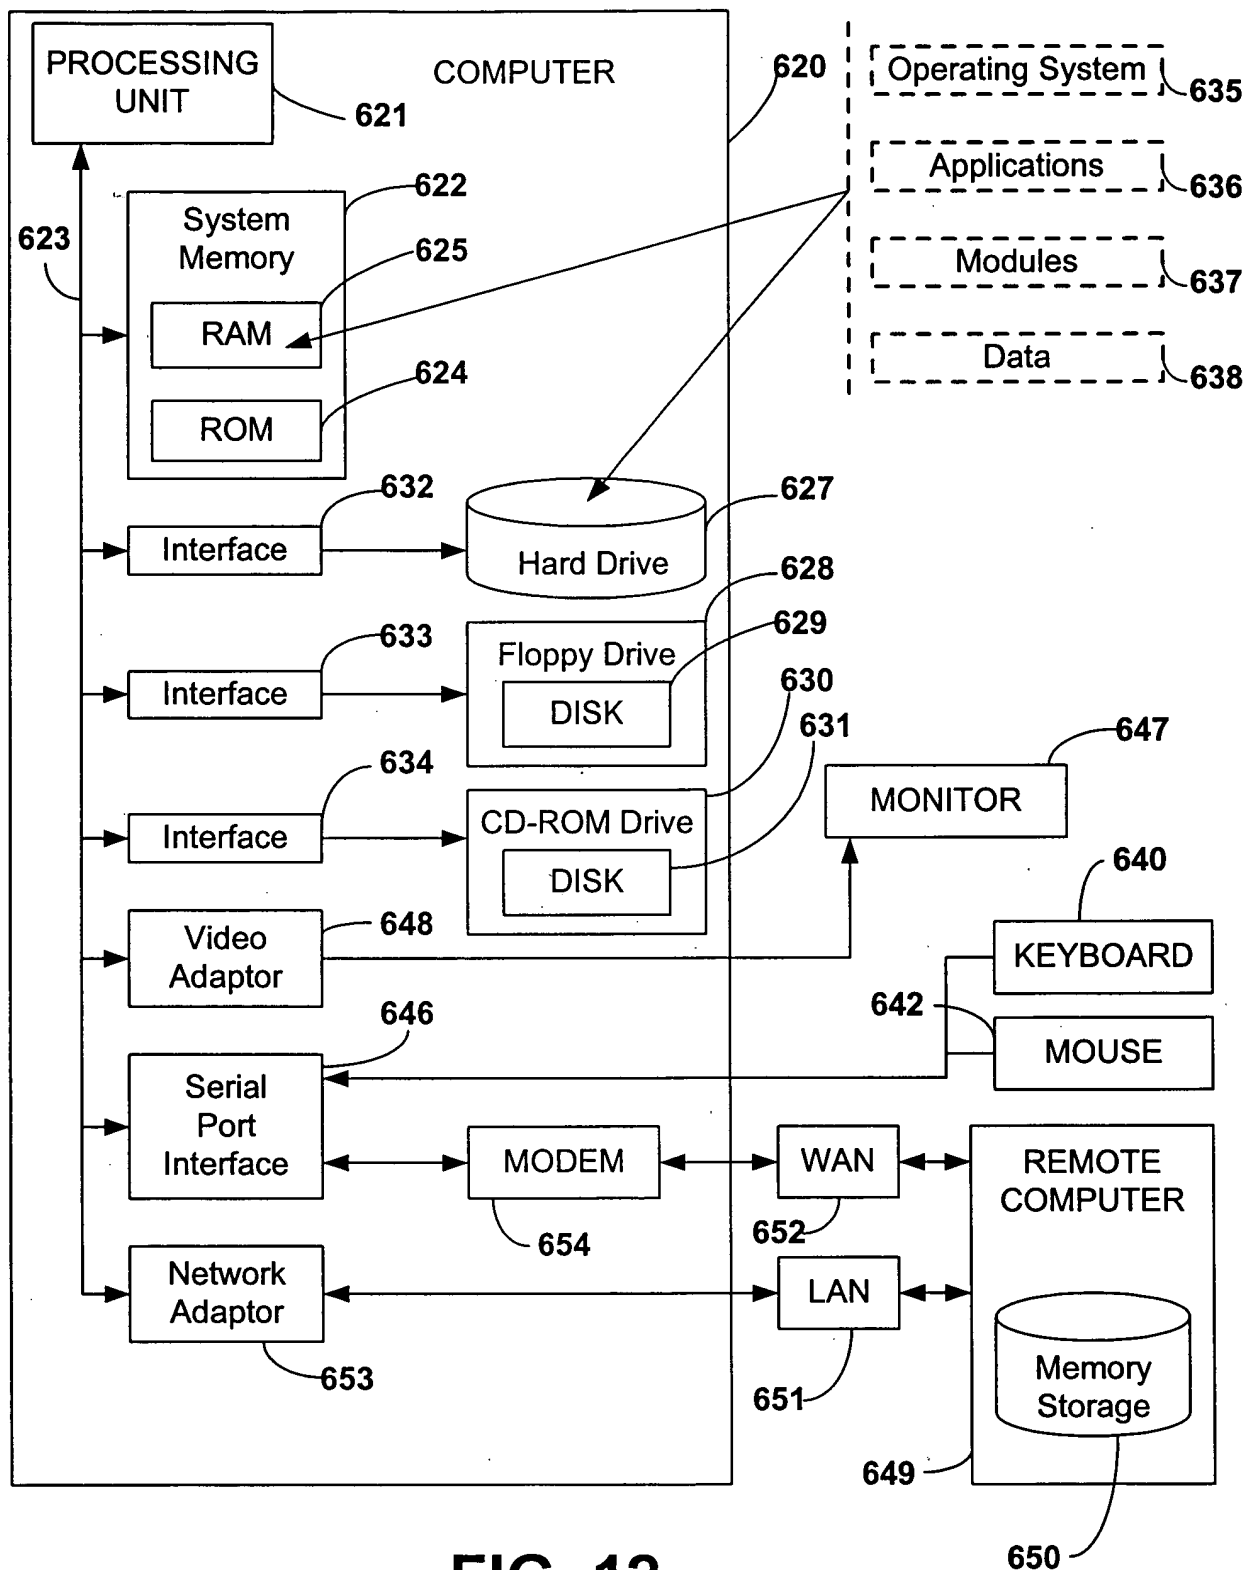 PROCESSING
UNIT
COMPUTER
620
621
Operating System
635
Applications
636
Modules
637
Data
638
622
System
Memory
623
625
RAM
624
ROM
632
Interface
627
Hard Drive
628
633
Interface
629
Floppy Drive
DISK
630
631
634
Interface
CD-ROM Drive
DISK
647
MONITOR
640
KEYBOARD
648
Video
Adaptor
642
MOUSE
646
Serial
Port
Interface
MODEM
654
WAN
652
REMOTE
COMPUTER
Network
Adaptor
653
LAN
651
Memory
Storage
649
650